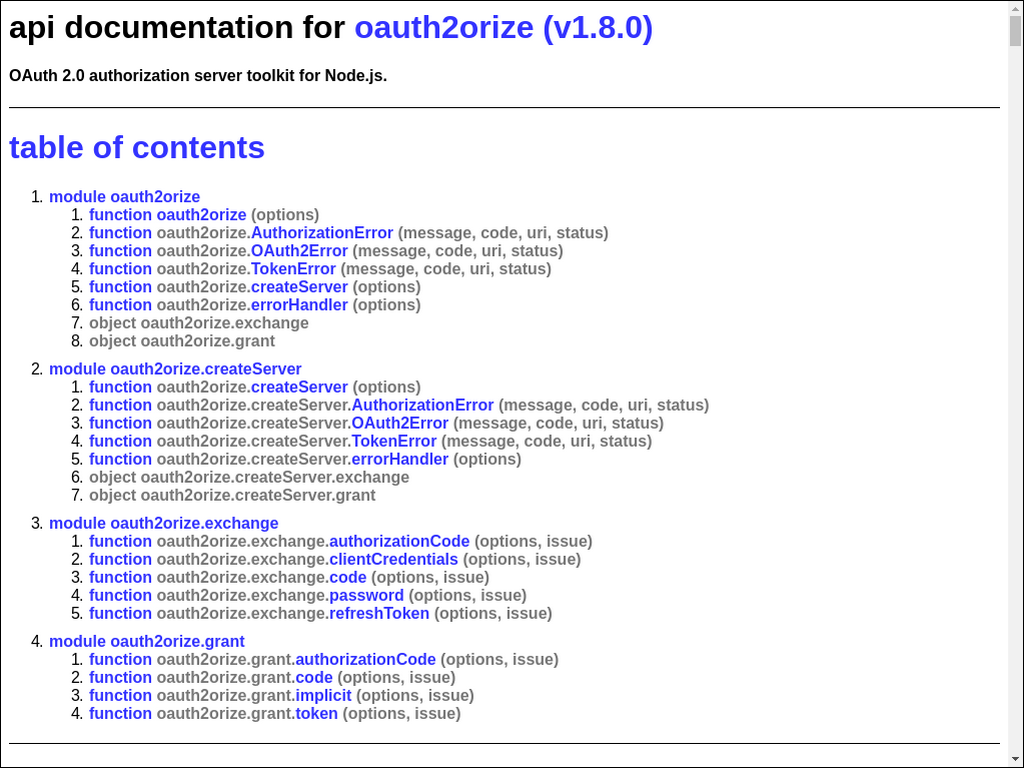 api documentation for oauth2orize (v1.8.0)
OAuth 2.0 authorization server toolkit for Node.js.
table of contents
1. module oauth2orize
1. function oauth2orize (options)
2. function oauth2orize.AuthorizationError (message, code, uri, status)
3. function oauth2orize.OAuth2Error (message, code, uri, status)
4. function oauth2orize.TokenError (message, code, uri, status)
5. function oauth2orize.createServer (options)
6. function oauth2orize.errorHandler (options)
7. object oauth2orize.exchange
8. object oauth2orize.grant
2. module oauth2orize.createServer
1. function oauth2orize.createServer (options)
2. function oauth2orize.createServer.AuthorizationError (message, code, uri, status)
3. function oauth2orize.createServer.OAuth2Error (message, code, uri, status)
4. function oauth2orize.createServer.TokenError (message, code, uri, status)
5. function oauth2orize.createServer.errorHandler (options)
6. object oauth2orize.createServer.exchange
7. object oauth2orize.createServer.grant
3. module oauth2orize.exchange
1. function oauth2orize.exchange.authorizationCode (options, issue)
2. function oauth2orize.exchange.clientCredentials (options, issue)
3. function oauth2orize.exchange.code (options, issue)
4. function oauth2orize.exchange.password (options, issue)
5. function oauth2orize.exchange.refreshToken (options, issue)
4. module oauth2orize.grant
1. function oauth2orize.grant.authorizationCode (options, issue)
2. function oauth2orize.grant.code (options, issue)
3. function oauth2orize.grant.implicit (options, issue)
4. function oauth2orize.grant.token (options, issue)